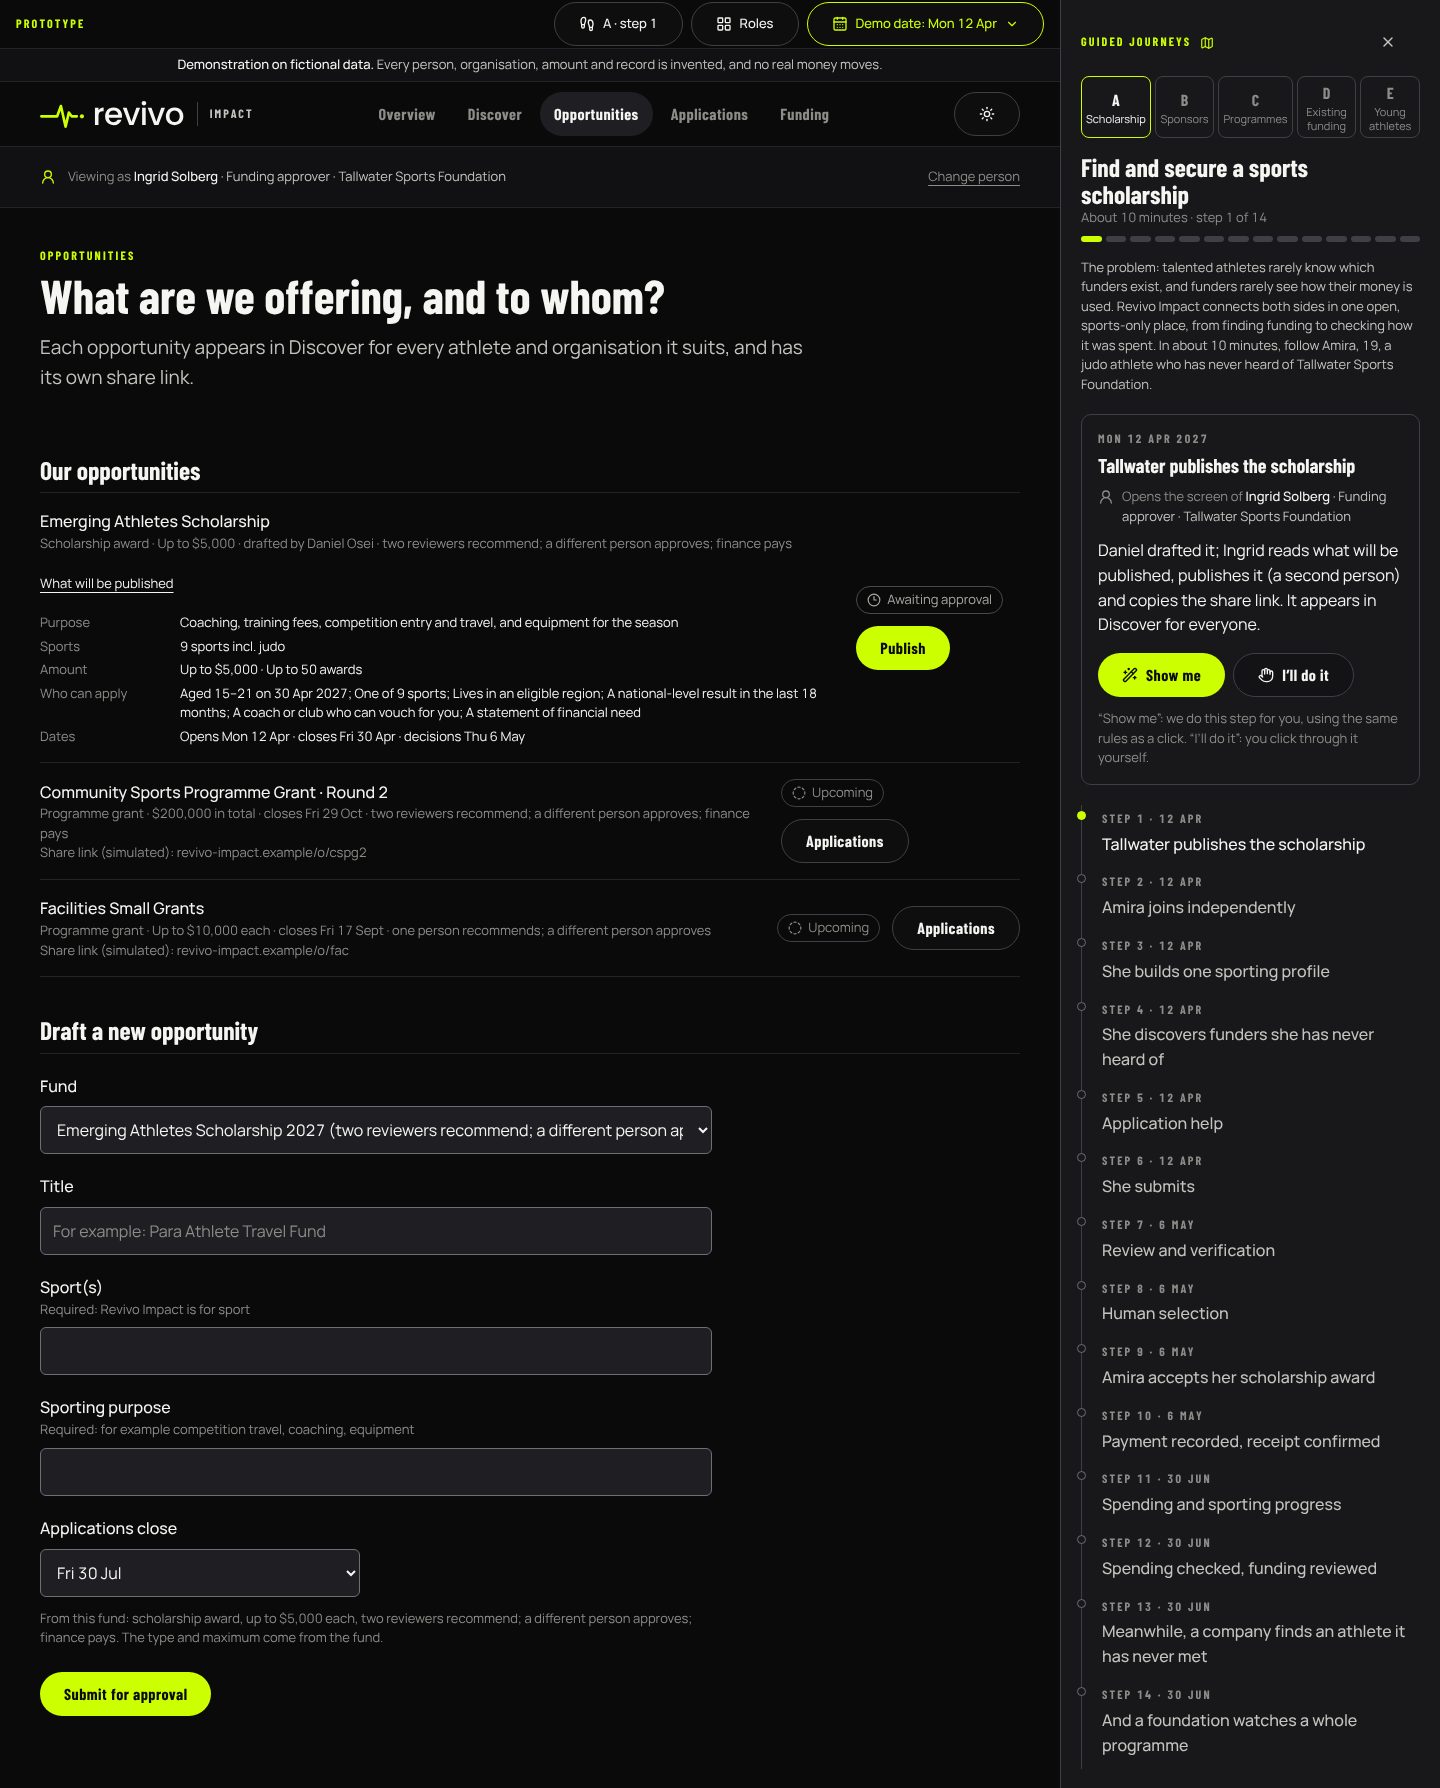 PROTOTYPE
A · step 1
Roles
Demo date: Mon 12 Apr
Demonstration on fictional data. Every person, organisation, amount and record is invented, and no real money moves.
revivo
IMPACT
Overview
Discover
Opportunities
Applications
Funding
Viewing as Ingrid Solberg · Funding approver · Tallwater Sports Foundation
Change person
OPPORTUNITIES
What are we offering, and to whom?
Each opportunity appears in Discover for every athlete and organisation it suits, and has
its own share link.
Our opportunities
Emerging Athletes Scholarship
Scholarship award · Up to $5,000 · drafted by Daniel Osei · two reviewers recommend; a different person approves; finance pays
What will be published
Purpose
Coaching, training fees, competition entry and travel, and equipment for the season
Sports
9 sports incl. judo
Amount
Up to $5,000 · Up to 50 awards
Who can apply
Aged 15–21 on 30 Apr 2027; One of 9 sports; Lives in an eligible region; A national-level result in the last 18
months; A coach or club who can vouch for you; A statement of financial need
Dates
Opens Mon 12 Apr · closes Fri 30 Apr · decisions Thu 6 May
Awaiting approval
Publish
Community Sports Programme Grant · Round 2
Programme grant · $200,000 in total · closes Fri 29 Oct · two reviewers recommend; a different person approves; finance
pays
Share link (simulated): revivo-impact.example/o/cspg2
Upcoming
Applications
Facilities Small Grants
Programme grant · Up to $10,000 each · closes Fri 17 Sept · one person recommends; a different person approves
Share link (simulated): revivo-impact.example/o/fac
Upcoming
Applications
Draft a new opportunity
Fund
Emerging Athletes Scholarship 2027 (two reviewers recommend; a different person ap
Title
For example: Para Athlete Travel Fund
Sport(s)
Required: Revivo Impact is for sport
Sporting purpose
Required: for example competition travel, coaching, equipment
Applications close
Fri 30 Jul
From this fund: scholarship award, up to $5,000 each, two reviewers recommend; a different person approves;
finance pays. The type and maximum come from the fund.
Submit for approval
GUIDED JOURNEYS
A
Scholarship
B
Sponsors
C
Programmes
D
Existing
funding
E
Young
athletes
Find and secure a sports
scholarship
About 10 minutes · step 1 of 14
The problem: talented athletes rarely know which
funders exist, and funders rarely see how their money is
used. Revivo Impact connects both sides in one open,
sports-only place, from finding funding to checking how
it was spent. In about 10 minutes, follow Amira, 19, a
judo athlete who has never heard of Tallwater Sports
Foundation.
MON 12 APR 2027
Tallwater publishes the scholarship
Opens the screen of Ingrid Solberg · Funding
approver · Tallwater Sports Foundation
Daniel drafted it; Ingrid reads what will be
published, publishes it (a second person)
and copies the share link. It appears in
Discover for everyone.
Show me
I'll do it
“Show me”: we do this step for you, using the same
rules as a click. “I'll do it”: you click through it
yourself.
STEP 1 · 12 APR
Tallwater publishes the scholarship
STEP 2 · 12 APR
Amira joins independently
STEP 3 · 12 APR
She builds one sporting profile
STEP 4 · 12 APR
She discovers funders she has never
heard of
STEP 5 · 12 APR
Application help
STEP 6 · 12 APR
She submits
STEP 7 · 6 MAY
Review and verification
STEP 8 · 6 MAY
Human selection
STEP 9 · 6 MAY
Amira accepts her scholarship award
STEP 10 · 6 MAY
Payment recorded, receipt confirmed
STEP 11 · 30 JUN
Spending and sporting progress
STEP 12 · 30 JUN
Spending checked, funding reviewed
STEP 13 · 30 JUN
Meanwhile, a company finds an athlete it
has never met
STEP 14 · 30 JUN
And a foundation watches a whole
programme